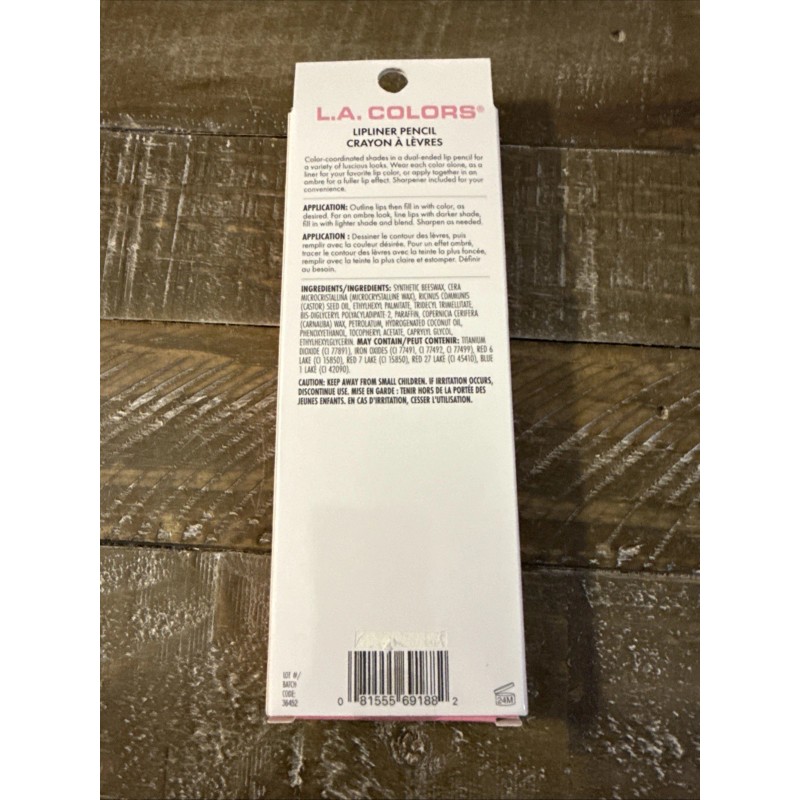 L.A. COLORS®
LIPLINER PENCIL
CRAYON À LÈVRES
Color-coordinated shades in a dual-ended lip pencil for
a variety of luscious looks. Wear each color alone, as a
liner for your favorite lip color, or apply together in an
ombre for a fuller lip effect. Sharpener included for your
convenience.
APPLICATION: Outline lips then fill in with color, as
desired. For an ombre look, line lips with darker shade,
fill in with lighter shade and blend. Sharpen as needed.
APPLICATION : Dessiner le contour des lèvres, puis
remplir avec la couleur désirée. Pour un effet ombré,
tracer le contour des lèvres avec la teinte la plus foncée,
remplir avec la teinte la plus claire et estomper. Définir
au besoin.
INGREDIENTS/INGREDIENTS: SYNTHETIC BEESWAX, CERA
MICROCRISTALLINA (MICROCRYSTALLINE WAX), RICINUS COMMUNIS
(CASTOR) SEED OIL, ETHYLHEXYL PALMITATE, TRIDECYL TRIMELLITATE,
BIS-DIGLYCERYL POLYACYLADIPATE-2, PARAFFIN, COPERNICIA CERIFERA
(CARNAUBA) WAX, PETROLATUM, HYDROGENATED COCONUT OIL,
PHENOXYETHANOL, TOCOPHERYL ACETATE, CAPRYLYL GLYCOL,
ETHYLHEXYLGLYCERIN. MAY CONTAIN/PEUT CONTENIR: TITANIUM
DIOXIDE (CI 77891), IRON OXIDES (CI 77491, CI 77492, CI 77499), RED 6
LAKE (CI 15850), RED 7 LAKE (CI 15850), RED 27 LAKE (CI 45410), BLUE
1 LAKE (CI 42090).
CAUTION: KEEP AWAY FROM SMALL CHILDREN. IF IRRITATION OCCURS,
DISCONTINUE USE. MISE EN GARDE : TENIR HORS DE LA PORTÉE DES
JEUNES ENFANTS. EN CAS D'IRRITATION, CESSER L'UTILISATION.
LOT #/
BATCH
CODE:
36452
0 81555 69188 2
24M